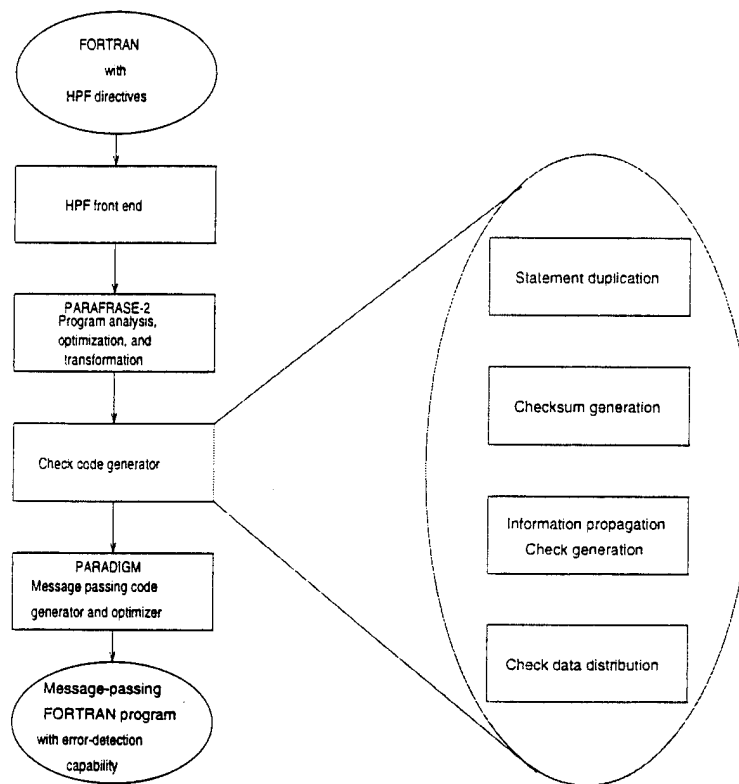 FORTRAN
with
HPF directives
HPF front end
PARAFRASE-2
Program analysis,
optimization, and
transformation
Check code generator
PARADIGM
Message passing code
generator and optimizer
Message-passing
FORTRAN program
with error-detection
capability
Statement duplication
Checksum generation
Information propagation
Check generation
Check data distribution